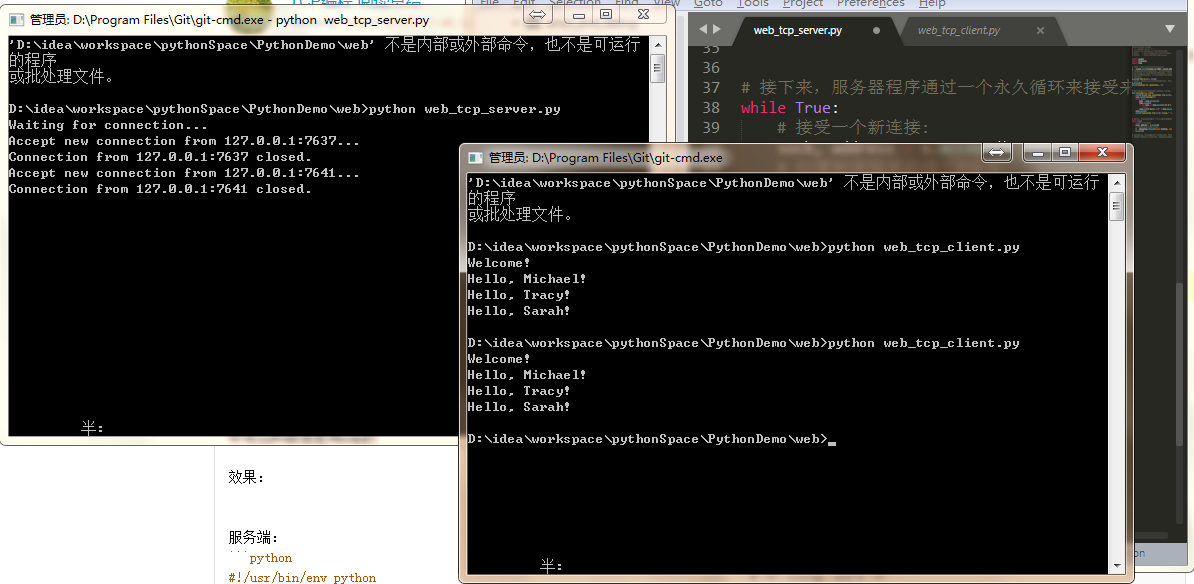 管理员: D:\Program Files\Git\git-cmd.exe - python  web_tcp_server.py
'D:\idea\workspace\pythonSpace\PythonDemo\web' 不是内部或外部命令，也不是可运行
的程序
或批处理文件。
D:\idea\workspace\pythonSpace\PythonDemo\web>python web_tcp_server.py
Waiting for connection...
Accept new connection from 127.0.0.1:7637...
Connection from 127.0.0.1:7637 closed.
Accept new connection from 127.0.0.1:7641...
Connection from 127.0.0.1:7641 closed.
半:
File Edit Selection Find View Goto Tools Project Preferences Help
web_tcp_server.py
web_tcp_client.py
35
36
37 # 接下来，服务器程序通过一个永久循环来接受来
38 while True:
39 # 接受一个新连接:
管理员: D:\Program Files\Git\git-cmd.exe
'D:\idea\workspace\pythonSpace\PythonDemo\web' 不是内部或外部命令，也不是可运行
的程序
或批处理文件。
D:\idea\workspace\pythonSpace\PythonDemo\web>python web_tcp_client.py
Welcome!
Hello, Michael!
Hello, Tracy!
Hello, Sarah!
D:\idea\workspace\pythonSpace\PythonDemo\web>python web_tcp_client.py
Welcome!
Hello, Michael!
Hello, Tracy!
Hello, Sarah!
D:\idea\workspace\pythonSpace\PythonDemo\web>_
半:
效果：
服务端：
```python
#!/usr/bin/env python